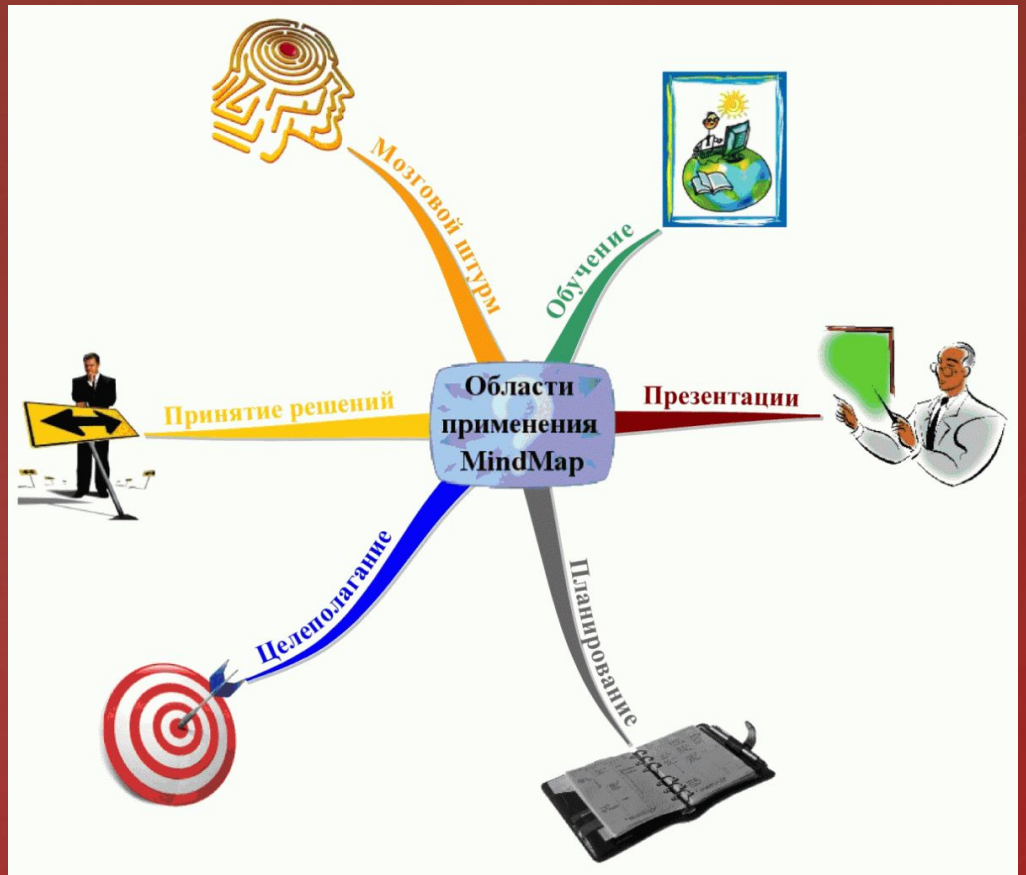 Мозговой штурм
Обучение
Принятие решений
Области
применения
MindMap
Презентации
Целеполагание
Планирование